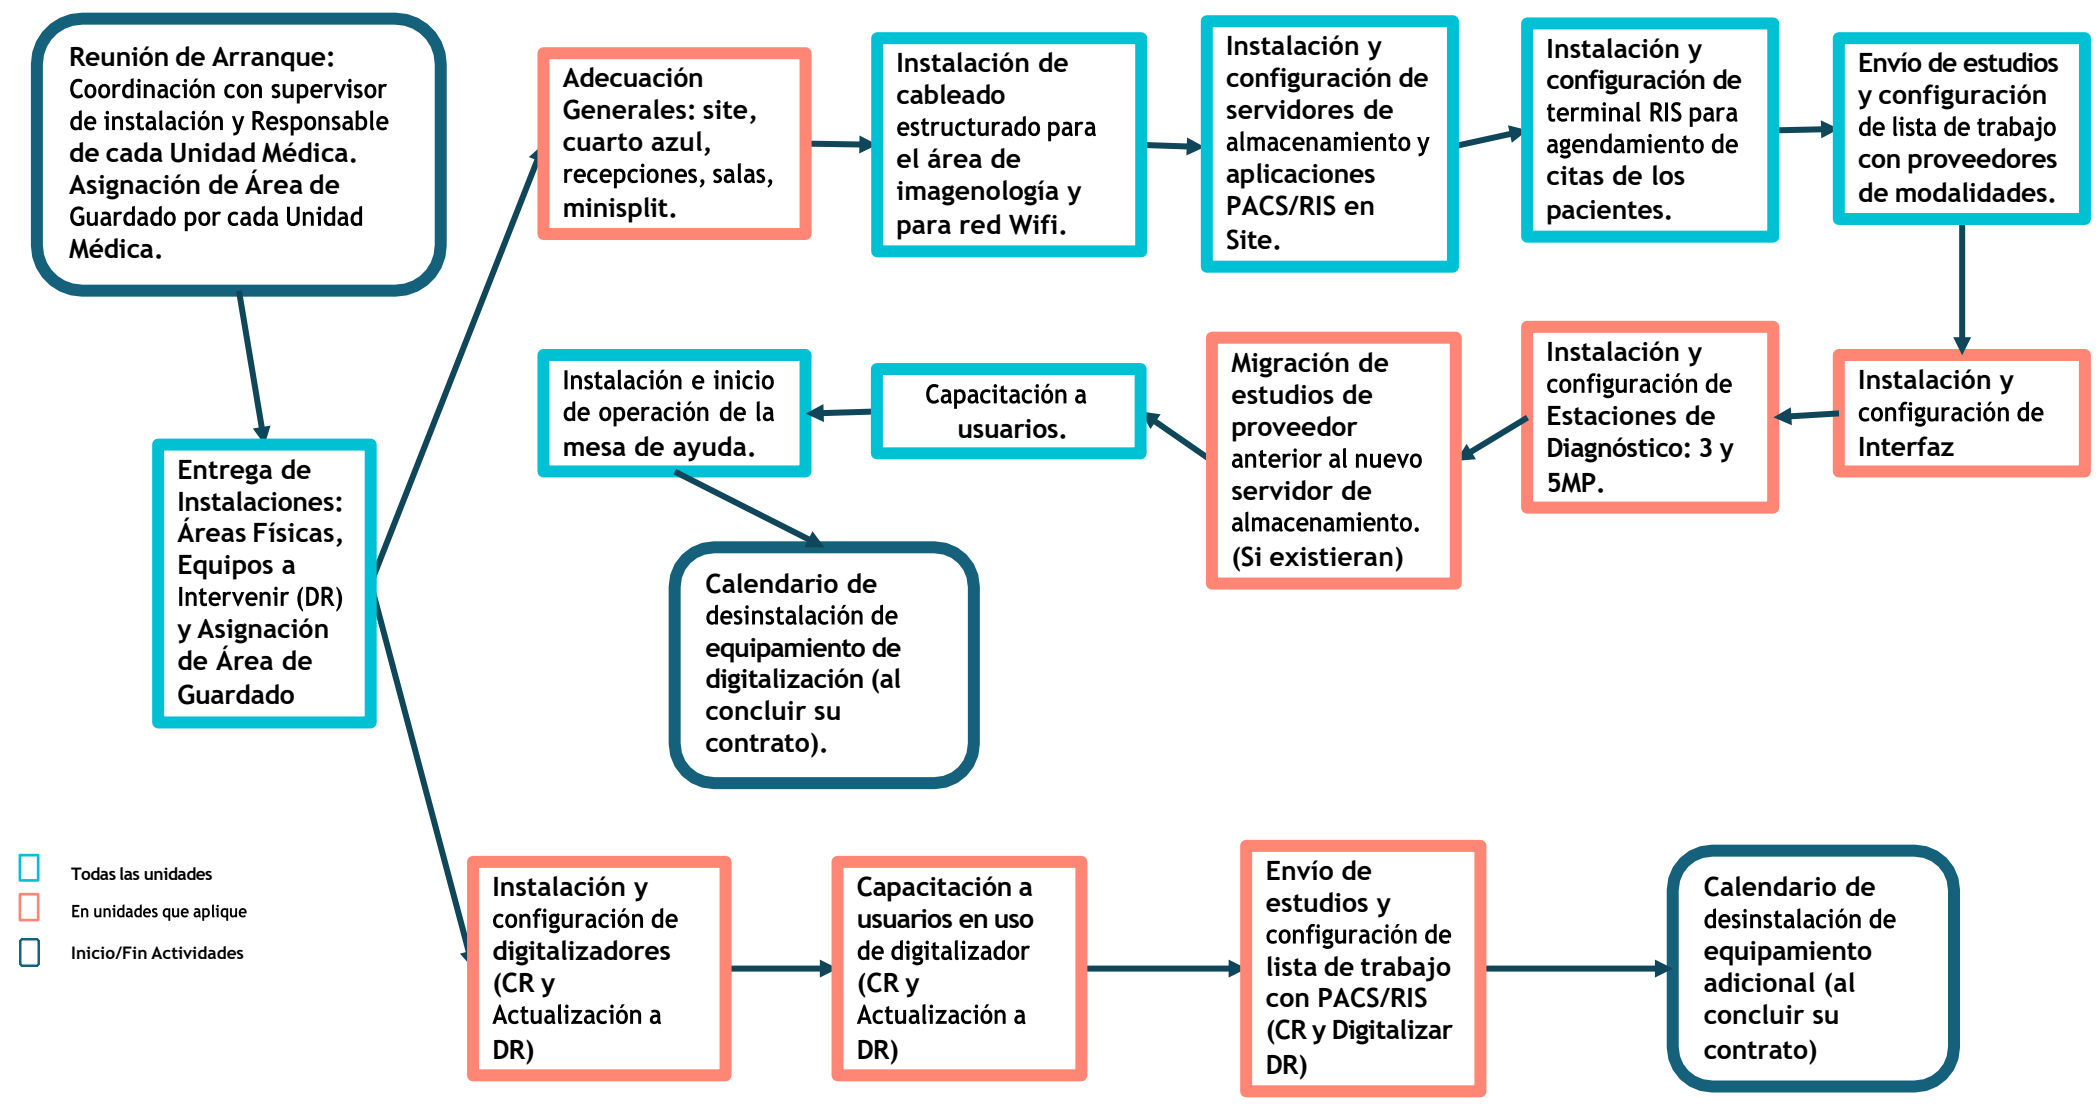 Reunión de Arranque:
Coordinación con supervisor
de instalación y Responsable
de cada Unidad Médica.
Asignación de Área de
Guardado por cada Unidad
Médica.
Entrega de
Instalaciones:
Áreas Físicas,
Equipos a
Intervenir (DR)
y Asignación
de Área de
Guardado
Adecuación
Generales: site,
cuarto azul,
recepciones, salas,
minisplit.
Instalación de
cableado
estructurado para
el área de
imagenología y
para red Wifi.
Instalación y
configuración de
servidores de
almacenamiento y
aplicaciones
PACS/RIS en
Site.
Instalación y
configuración de
terminal RIS para
agendamiento de
citas de los
pacientes.
Envío de estudios
y configuración
de lista de trabajo
con proveedores
de modalidades.
Instalación y
configuración de
Interfaz
Instalación y
configuración de
Estaciones de
Diagnóstico: 3 y
5MP.
Migración de
estudios de
proveedor
anterior al nuevo
servidor de
almacenamiento.
(Si existieran)
Capacitación a
usuarios.
Instalación e inicio
de operación de la
mesa de ayuda.
Calendario de
desinstalación de
equipamiento de
digitalización (al
concluir su
contrato).
Instalación y
configuración de
digitalizadores
(CR y
Actualización a
DR)
Capacitación a
usuarios en uso
de digitalizador
(CR y
Actualización a
DR)
Envío de
estudios y
configuración de
lista de trabajo
con PACS/RIS
(CR y Digitalizar
DR)
Calendario de
desinstalación de
equipamiento
adicional (al
concluir su
contrato)
Todas las unidades
En unidades que aplique
Inicio/Fin Actividades